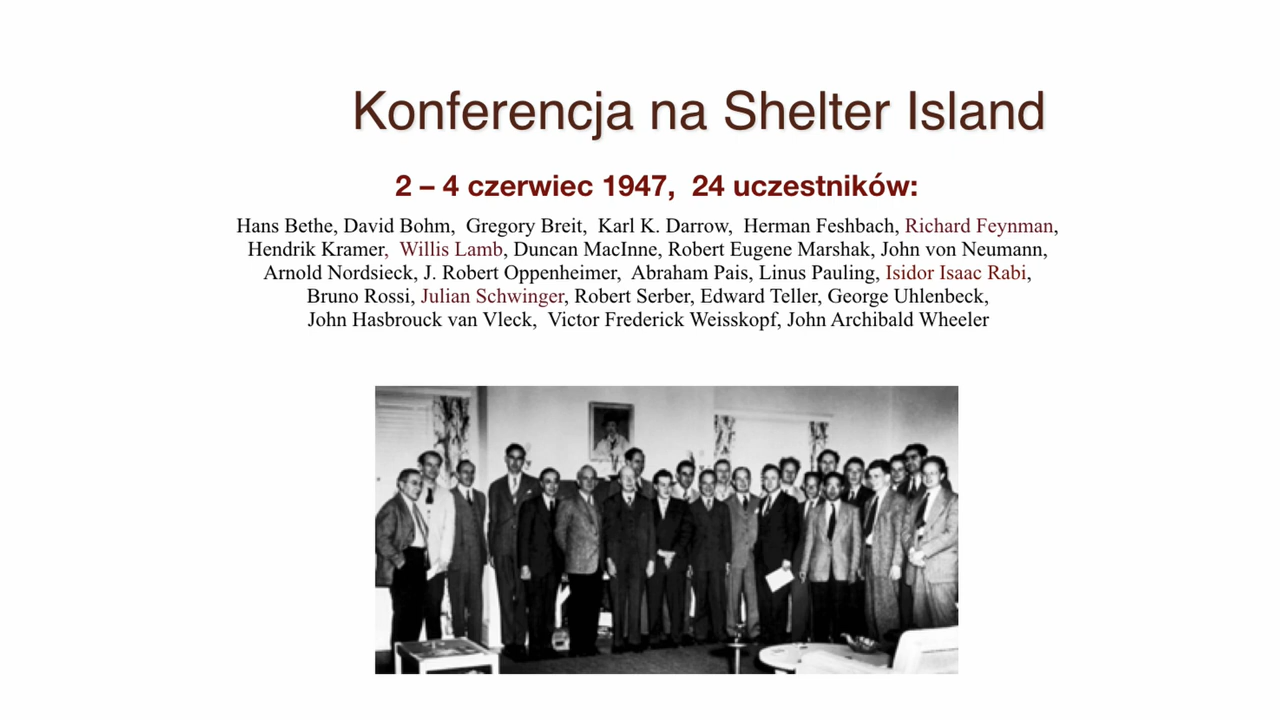 Konferencja na Shelter Island
2 – 4 czerwiec 1947, 24 uczestników:
Hans Bethe, David Bohm, Gregory Breit, Karl K. Darrow, Herman Feshbach, Richard Feynman,
Hendrik Kramer, Willis Lamb, Duncan MacInne, Robert Eugene Marshak, John von Neumann,
Arnold Nordsieck, J. Robert Oppenheimer, Abraham Pais, Linus Pauling, Isidor Isaac Rabi,
Bruno Rossi, Julian Schwinger, Robert Serber, Edward Teller, George Uhlenbeck,
John Hasbrouck van Vleck, Victor Frederick Weisskopf, John Archibald Wheeler